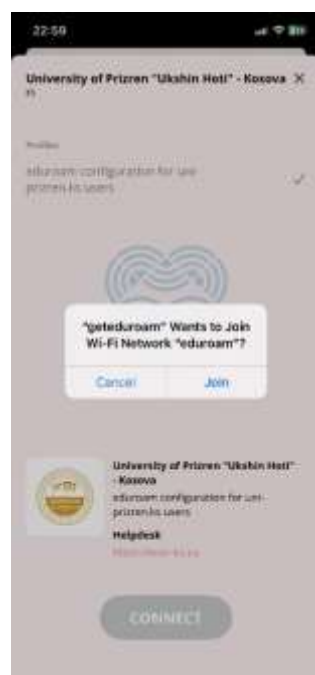 22:59
University of Prizren "Ukshin Hoti" - Kosova
Profiles
eduroam configuration for uni-
prizren.ks users
"geteduroam" Wants to Join
Wi-Fi Network "eduroam"?
Cancel Join
University of Prizren "Ukshin Hoti"
- Kosova
eduroam configuration for uni-
prizren.ks users
Helpdesk
CONNECT